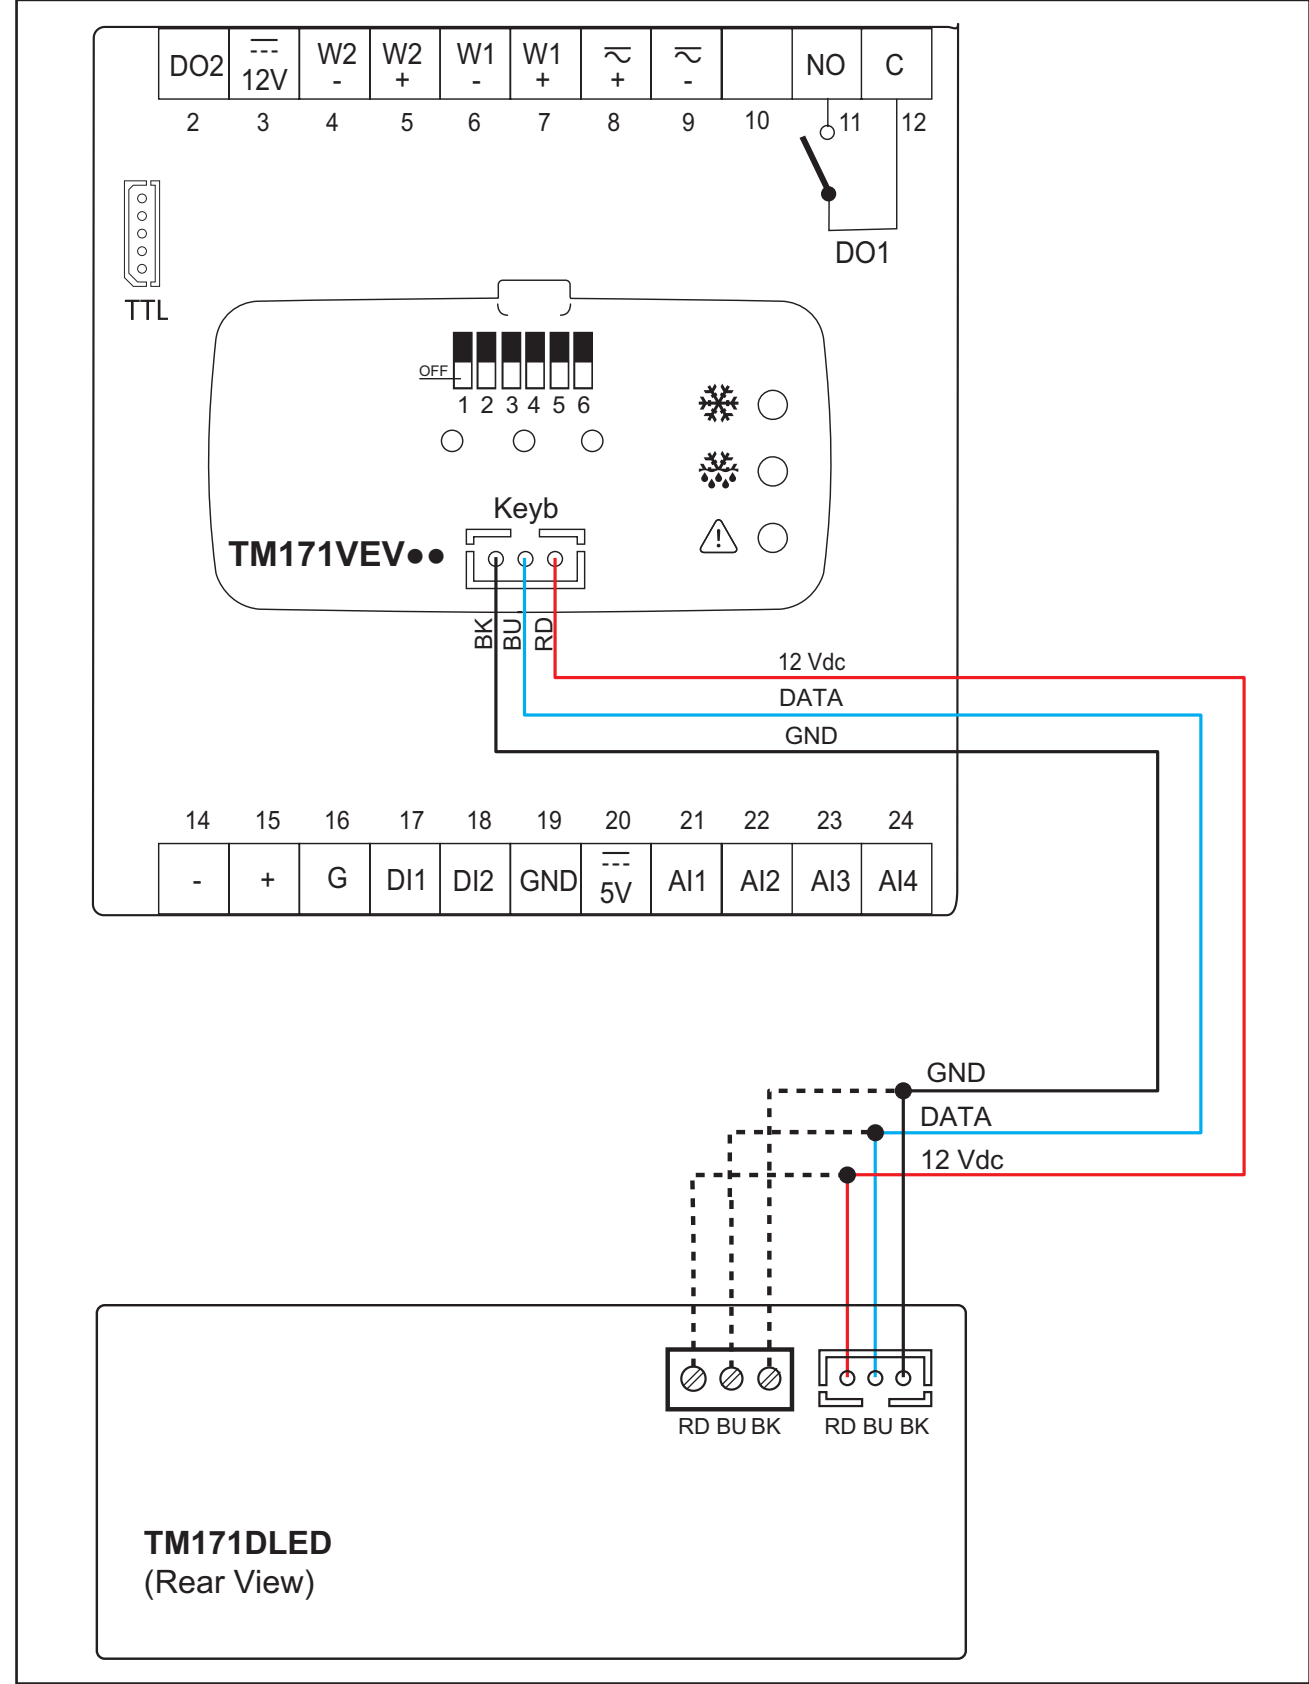 DO2 12V W2 - W2 + W1 - W1 + + - NO C
2 3 4 5 6 7 8 9 10 11 12
DO1
TTL
OFF
1 2 3 4 5 6
Keyb
TM171VEV●●
BK BU RD
12 Vdc
DATA
GND
14 15 16 17 18 19 20 21 22 23 24
- + G DI1 DI2 GND 5V AI1 AI2 AI3 AI4
GND
DATA
12 Vdc
RD BU BK RD BU BK
TM171DLED
(Rear View)